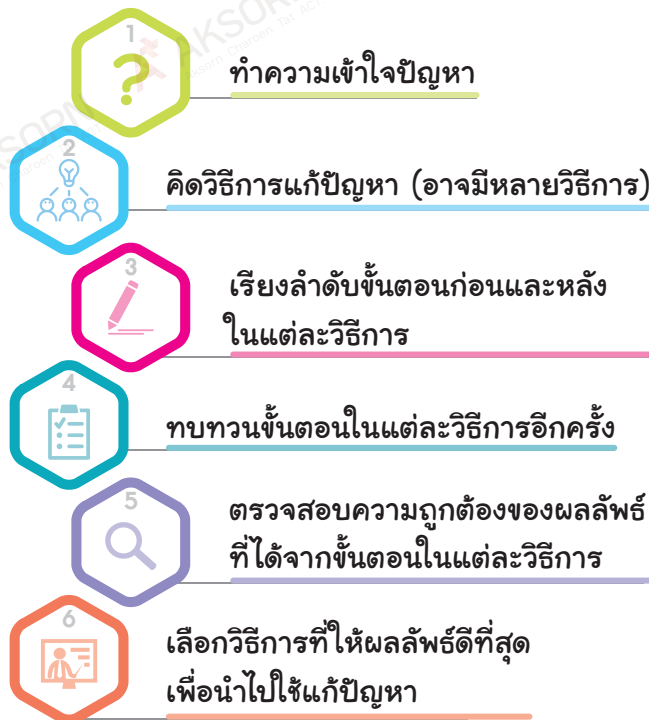 AKSORN
Aksorn Charoen Tat ACT
1
ทำความเข้าใจปัญหา
2
คิดวิธีการแก้ปัญหา (อาจมีหลายวิธีการ)
3
เรียงลำดับขั้นตอนก่อนและหลัง
ในแต่ละวิธีการ
4
ทบทวนขั้นตอนในแต่ละวิธีการอีกครั้ง
5
ตรวจสอบความถูกต้องของผลลัพธ์
ที่ได้จากขั้นตอนในแต่ละวิธีการ
6
เลือกวิธีการที่ให้ผลลัพธ์ดีที่สุด
เพื่อนำไปใช้แก้ปัญหา